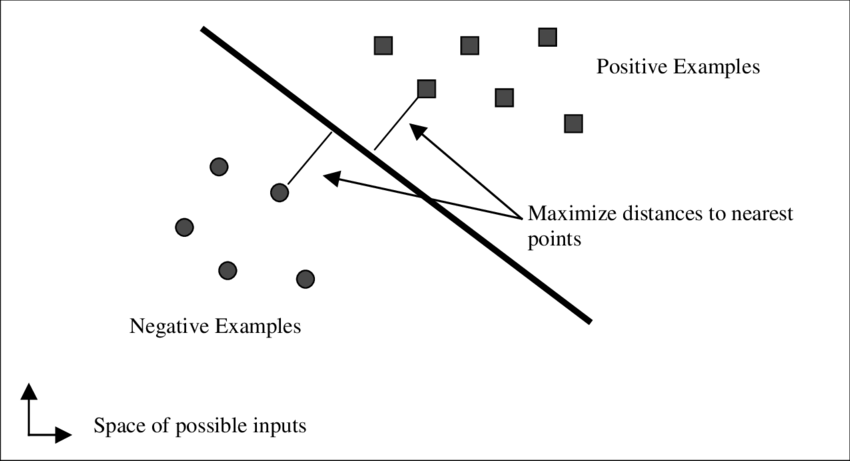 Positive Examples
Maximize distances to nearest
points
Negative Examples
Space of possible inputs